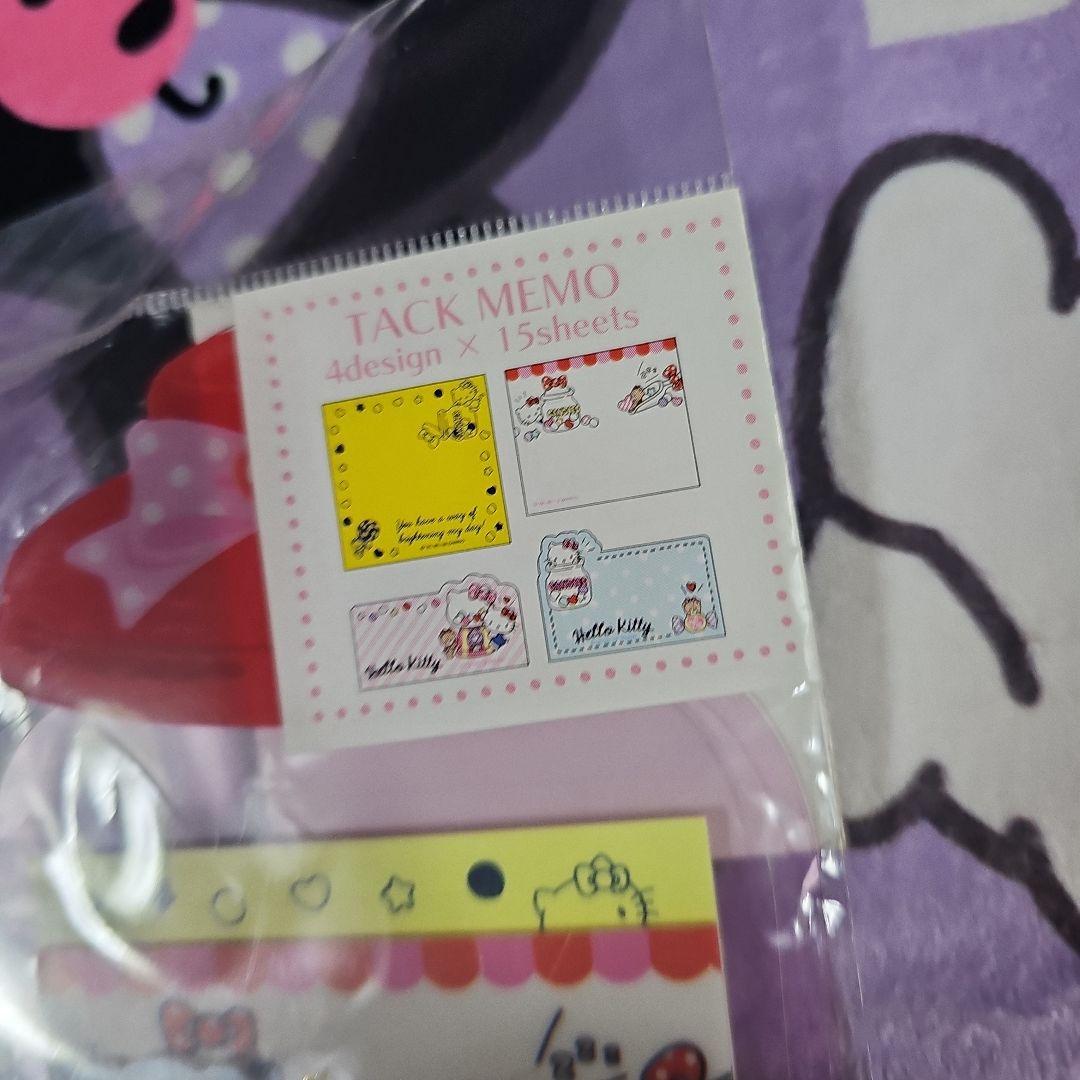 TACK MEMO
4design × 15sheets
You have a way of
brightening my day!
Hello Kitty
Hello Kitty